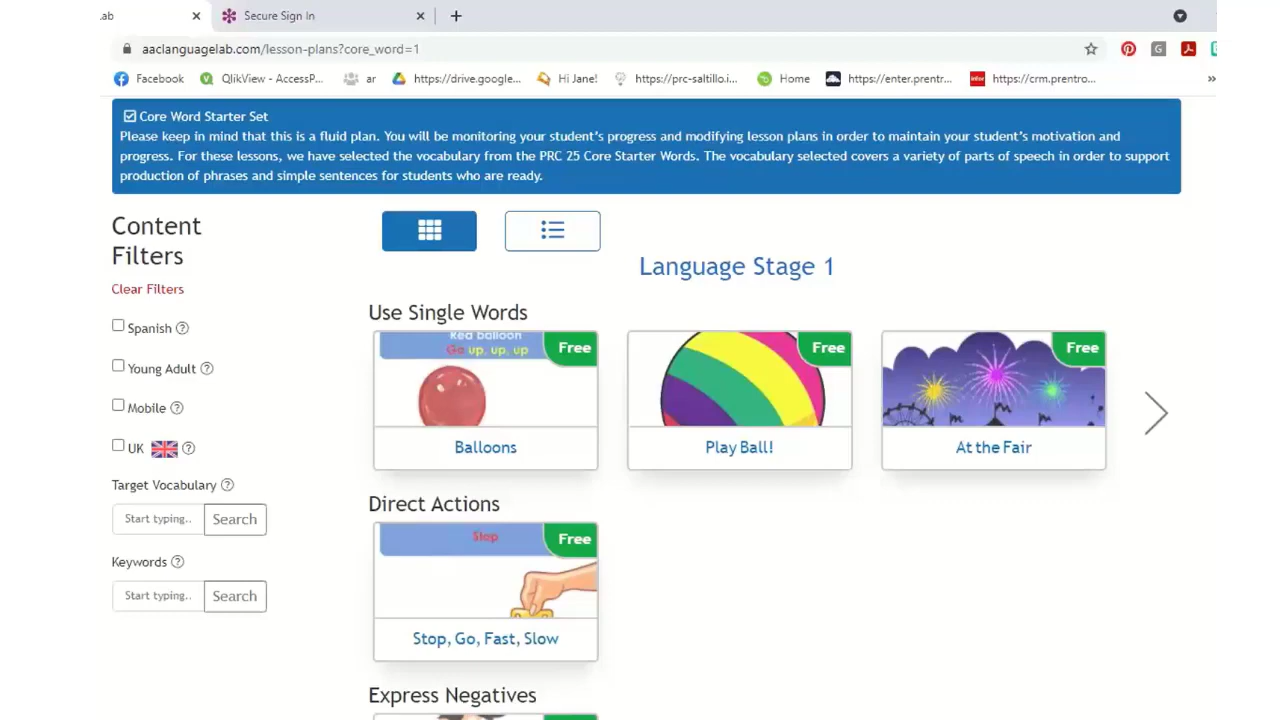 .ab
Secure Sign In
aaclanguagelab.com/lesson-plans?core_word=1
Facebook QlikView - AccessP... ar https://drive.google... Hi Jane! https://prc-saltillo.i... Home https://enter.prentr... https://crm.prentro... »
Core Word Starter Set
Please keep in mind that this is a fluid plan. You will be monitoring your student's progress and modifying lesson plans in order to maintain your student's motivation and
progress. For these lessons, we have selected the vocabulary from the PRC 25 Core Starter Words. The vocabulary selected covers a variety of parts of speech in order to support
production of phrases and simple sentences for students who are ready.
Content
Filters
Clear Filters
Spanish ?
Young Adult ?
Mobile ?
UK ?
Target Vocabulary ?
Start typing.. Search
Keywords ?
Start typing.. Search
Language Stage 1
Use Single Words
Red balloon
Go up, up, up
Free
Balloons
Free
Play Ball!
Free
At the Fair
Direct Actions
Stop
Free
Stop, Go, Fast, Slow
Express Negatives